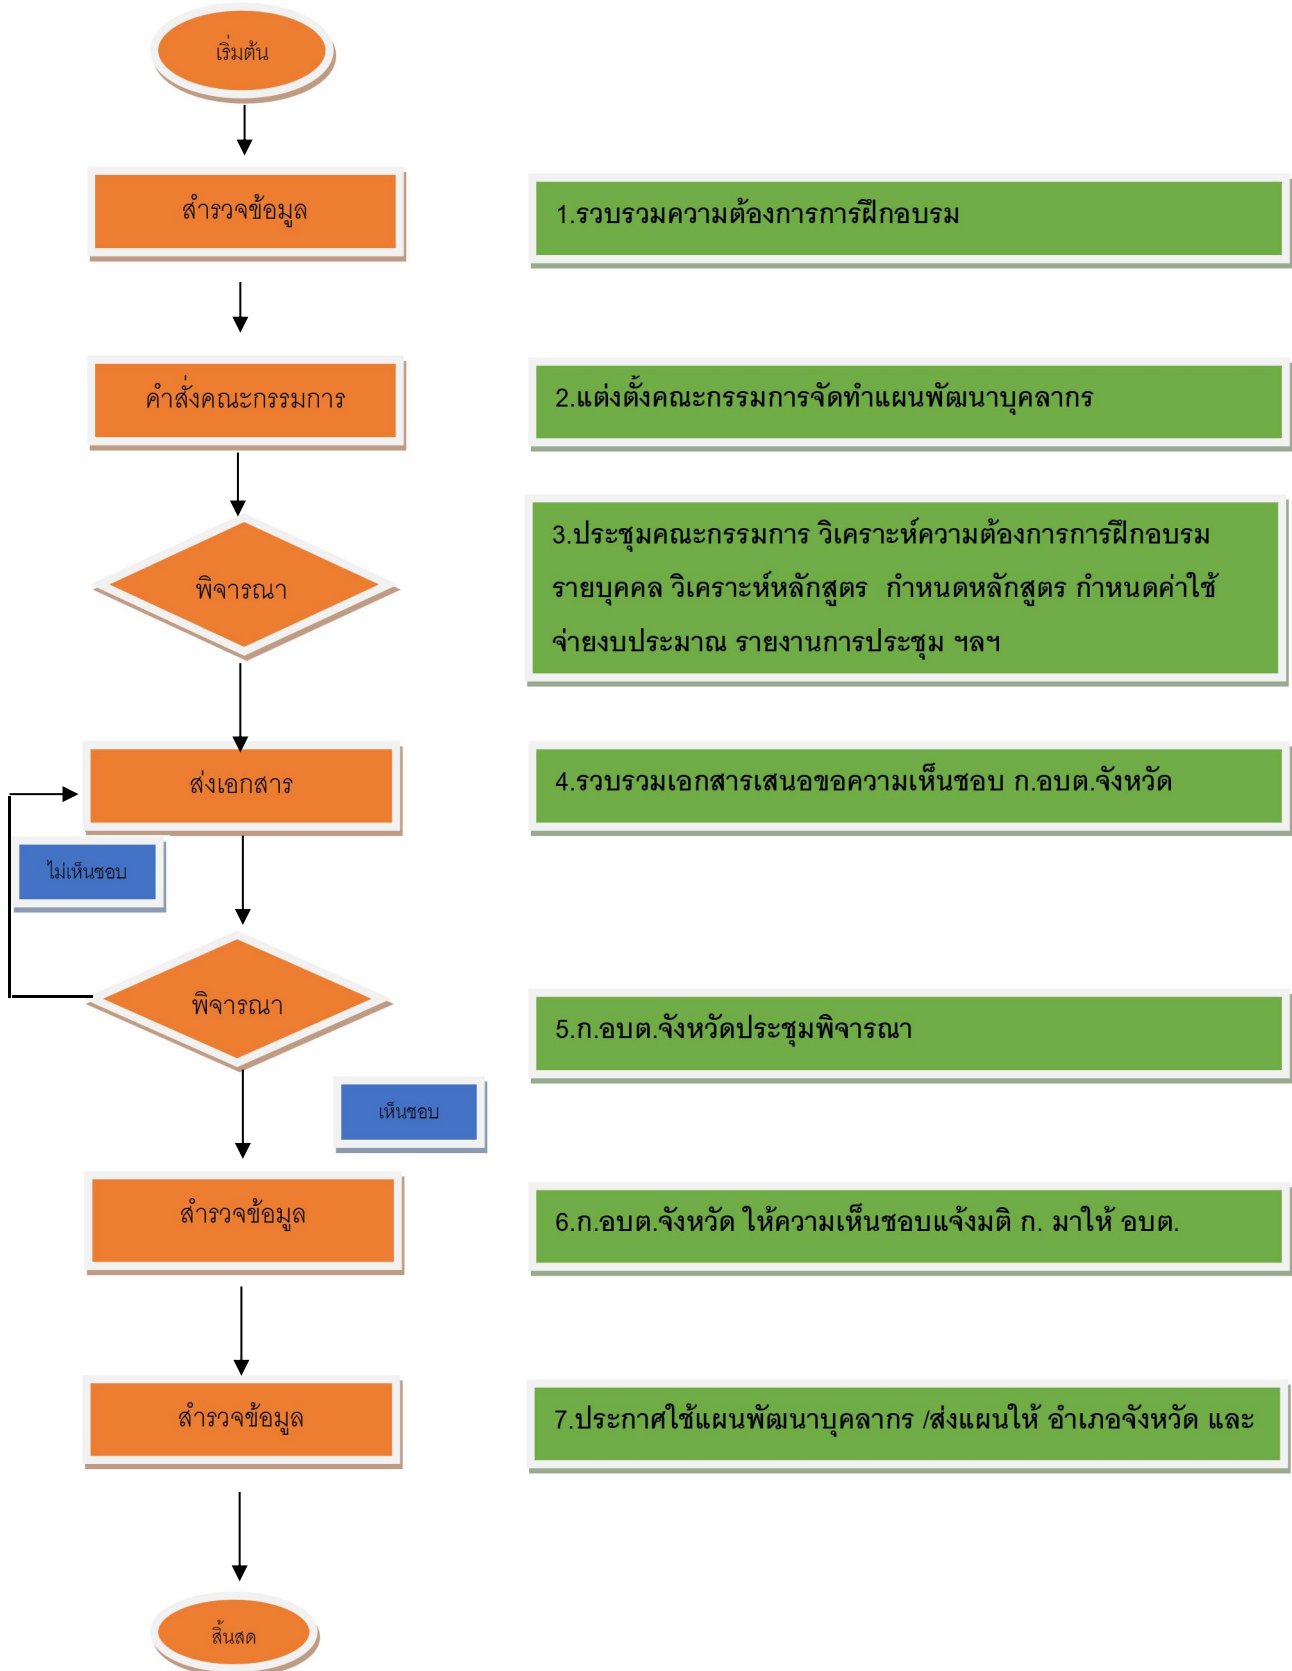 เริ่มต้น
สำรวจข้อมูล
1.รวบรวมความต้องการการฝึกอบรม
คำสั่งคณะกรรมการ
2.แต่งตั้งคณะกรรมการจัดทำแผนพัฒนาบุคลากร
พิจารณา
3.ประชุมคณะกรรมการ วิเคราะห์ความต้องการการฝึกอบรม
รายบุคคล วิเคราะห์หลักสูตร กำหนดหลักสูตร กำหนดค่าใช้
จ่ายงบประมาณ รายงานการประชุม ฯลฯ
ส่งเอกสาร
4.รวบรวมเอกสารเสนอขอความเห็นชอบ ก.อบต.จังหวัด
ไม่เห็นชอบ
พิจารณา
5.ก.อบต.จังหวัดประชุมพิจารณา
เห็นชอบ
สำรวจข้อมูล
6.ก.อบต.จังหวัด ให้ความเห็นชอบแจ้งมติ ก. มาให้ อบต.
สำรวจข้อมูล
7.ประกาศใช้แผนพัฒนาบุคลากร /ส่งแผนให้ อำเภอจังหวัด และ
สิ้นสด